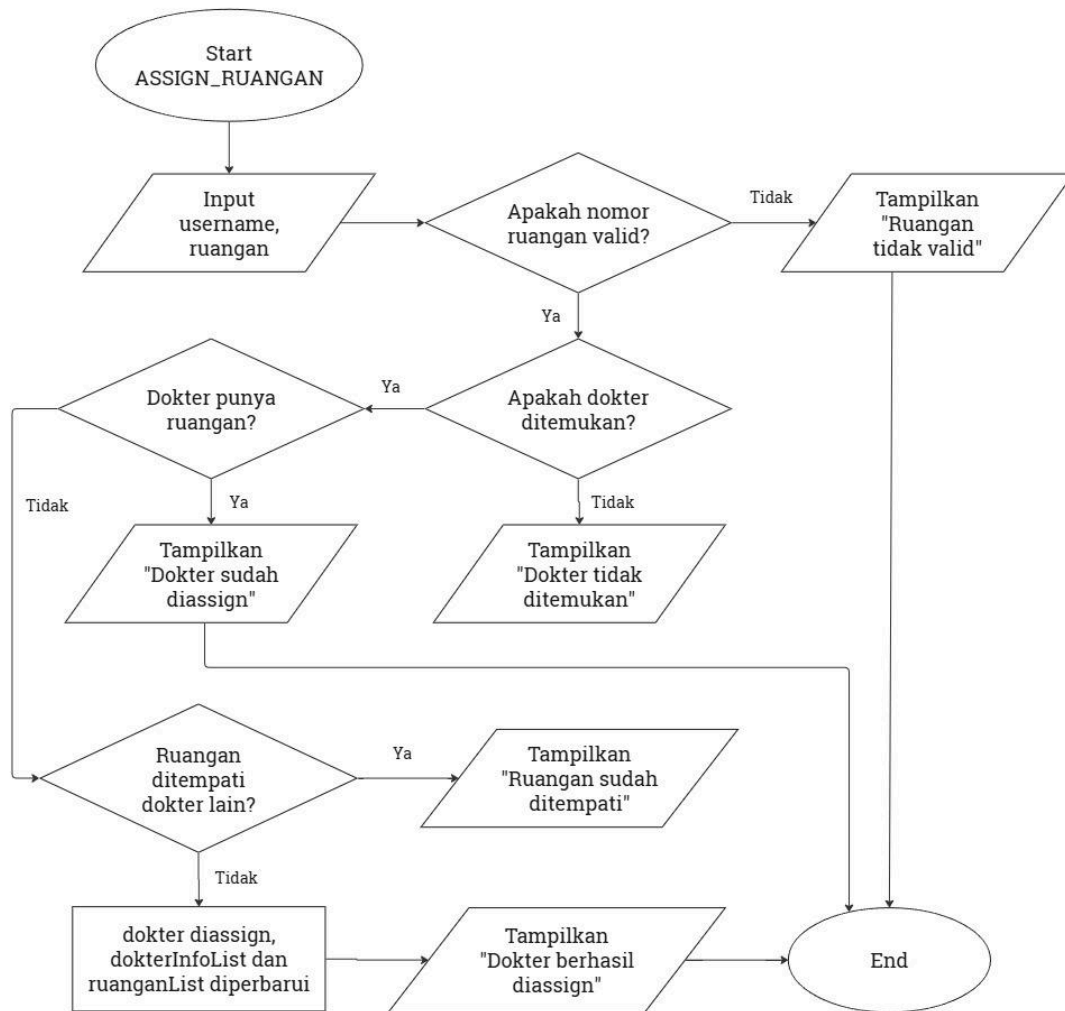 Start
ASSIGN_RUANGAN
Input
username,
ruangan
Apakah nomor
ruangan valid?
Tidak
Tampilkan
"Ruangan
tidak valid"
Ya
Apakah dokter
ditemukan?
Ya
Dokter punya
ruangan?
Tidak
Ya
Tidak
Tampilkan
"Dokter sudah
diassign"
Tampilkan
"Dokter tidak
ditemukan"
Ruangan
ditempati
dokter lain?
Ya
Tampilkan
"Ruangan sudah
ditempati"
Tidak
dokter diassign,
dokterInfoList dan
ruanganList diperbarui
Tampilkan
"Dokter berhasil
diassign"
End